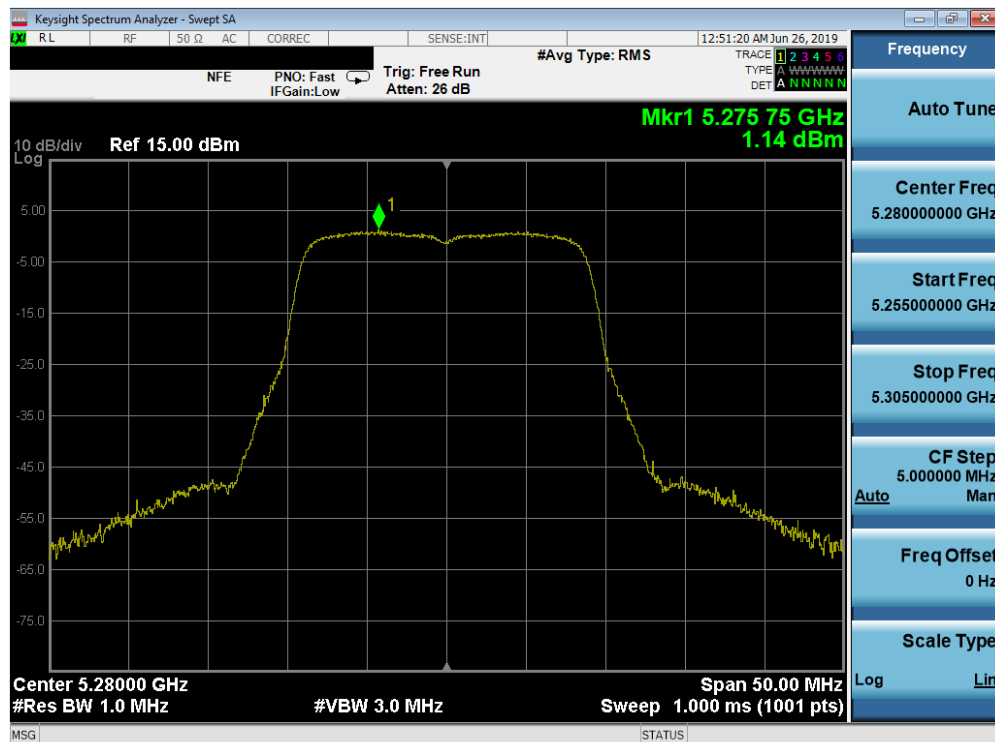 Keysight Spectrum Analyzer - Swept SA
LXI RL RF 50 Ω AC CORREC SENSE:INT 12:51:20 AM Jun 26, 2019
#Avg Type: RMS
TRACE 1 2 3 4 5 6
TYPE A WWWWW
DET A N N N N N
NFE
PNO: Fast
IFGain:Low
Trig: Free Run
Atten: 26 dB
Mkr1 5.275 75 GHz
1.14 dBm
10 dB/div
Log
Ref 15.00 dBm
1
5.00
-5.00
-15.0
-25.0
-35.0
-45.0
-55.0
-65.0
-75.0
Center 5.28000 GHz
Span 50.00 MHz
#Res BW 1.0 MHz
#VBW 3.0 MHz
Sweep 1.000 ms (1001 pts)
MSG
STATUS
Frequency
Auto Tune
Center Freq
5.280000000 GHz
Start Freq
5.255000000 GHz
Stop Freq
5.305000000 GHz
CF Step
5.000000 MHz
Auto Man
Freq Offset
0 Hz
Scale Type
Log Lin